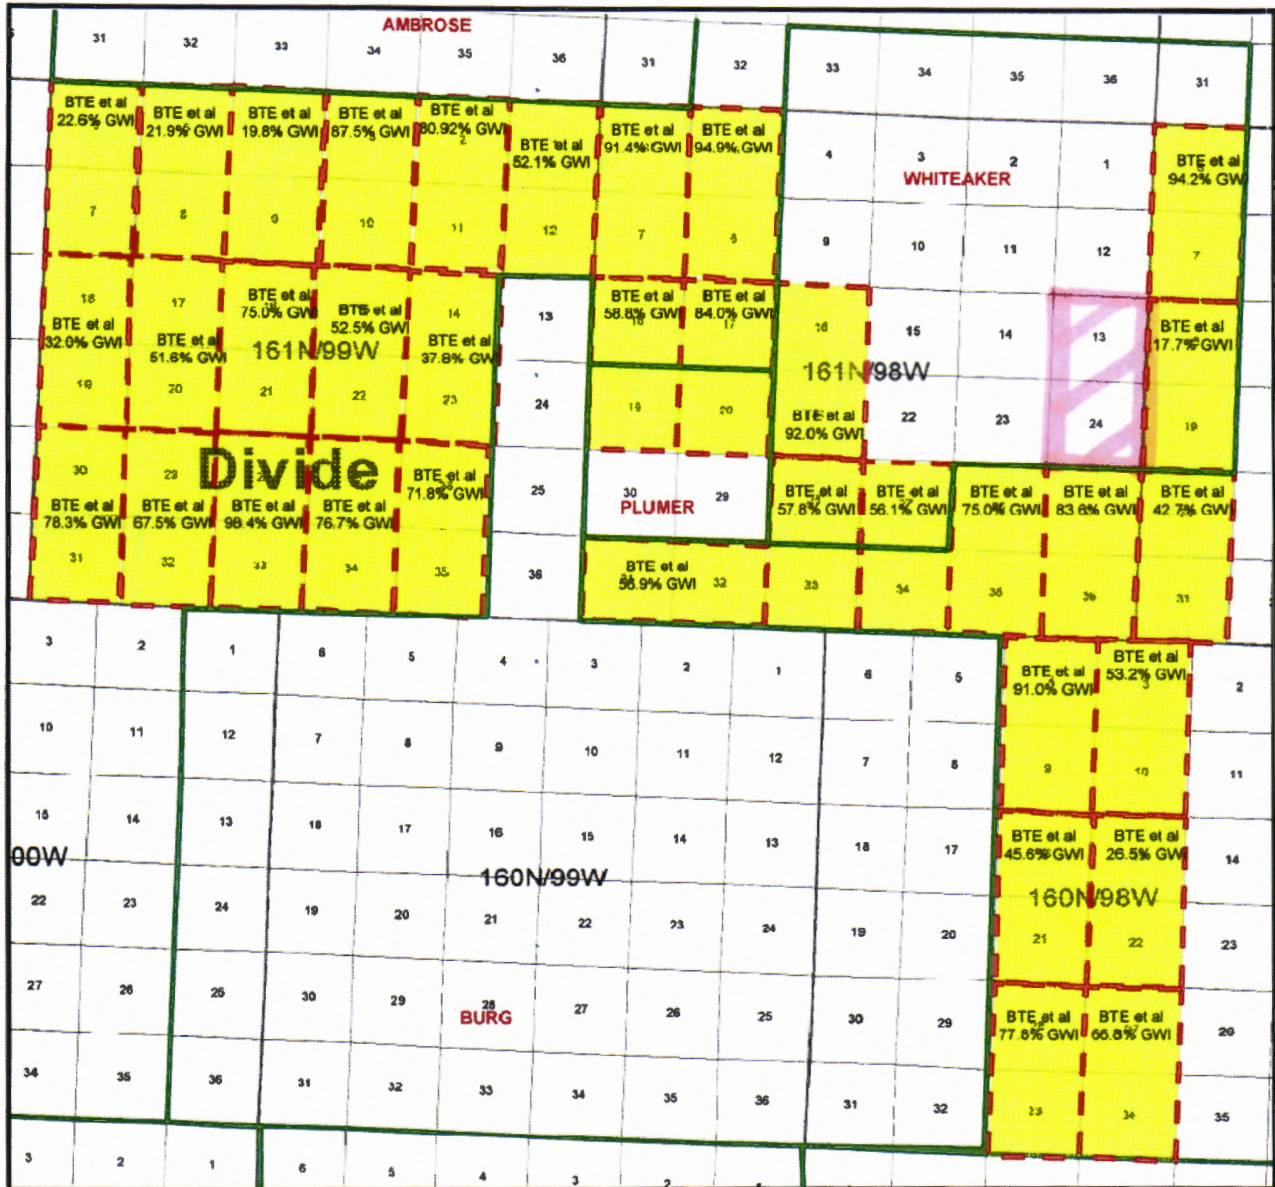 AMBROSE
31 32 33 34 35 36 31 32 33 34 35 36 31
BTE et al
22.6% GWI
BTE et al
21.9% GWI
BTE et al
19.8% GWI
BTE et al
87.5% GWI
BTE et al
80.92% GWI
2
BTE et al
52.1% GWI
BTE et al
91.4% GWI
BTE et al
94.9% GWI
4 3 2 1
WHITEAKER
BTE et al
94.2% GW
7 8 9 10 11 12 7 8 9 10 11 12 7
18 17
BTE et al
75.0% GWI
BTE et al
52.5% GWI
14 13
BTE et al
58.8% GWI
18
BTE et al
84.0% GWI
17
16 15 14 13
BTE et al
17.7% GWI
BTE et al
32.0% GWI
BTE et al
51.6% GWI
161N/99W
BTE et al
37.8% GW
161N/98W
19 20 21 22 23 24 19 20
BTE et al
92.0% GWI
22 23 24 19
Divide
30 29
BTE et al
71.8% GWI
25 30 29
PLUMER
BTE et al
57.8% GWI
BTE et al
56.1% GWI
BTE et al
75.0% GWI
BTE et al
83.6% GWI
BTE et al
42.7% GWI
BTE et al
78.3% GWI
BTE et al
67.5% GWI
BTE et al
98.4% GWI
BTE et al
76.7% GWI
31 32 33 34 35 36
BTE et al
56.9% GWI
32 33 34 35 36 31
3 2 1 6 5 4 3 2 1 6 5
BTE et al
91.0% GWI
BTE et al
53.2% GWI
3
2
10 11 12 7 8 9 10 11 12 7 8 9 10 11
15 14 13 18 17 16 15 14 13 18 17
BTE et al
45.6% GWI
BTE et al
26.5% GW
14
00W
160N/99W
160N/98W
22 23 24 19 20 21 22 23 24 19 20 21 22 23
27 26 25 30 29 28 27 26 25 30 29
BURG
BTE et al
77.8% GWI
BTE et al
66.8% GWI
26
34 35 36 31 32 33 34 35 36 31 32 33 34 35
3 2 1 6 5 4 3 2